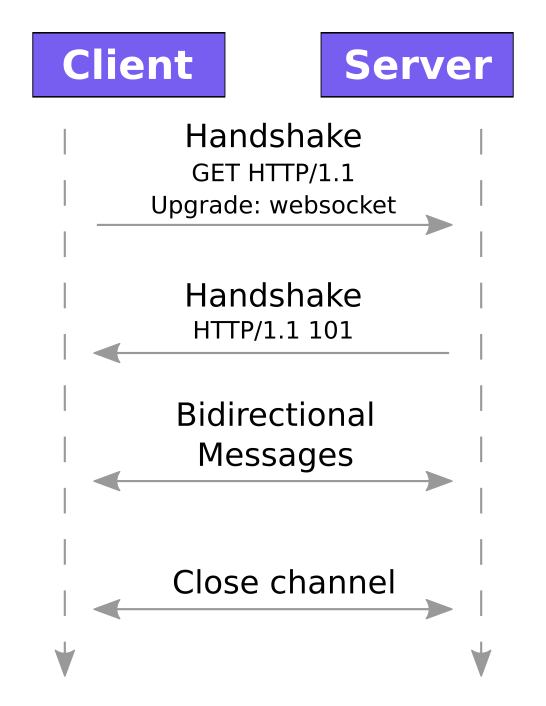 Client
Server
Handshake
GET HTTP/1.1
Upgrade: websocket
Handshake
HTTP/1.1 101
Bidirectional
Messages
Close channel